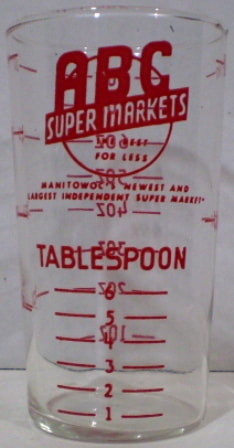 ABC
SUPER MARKETS
BEST
FOR LESS
MANITOWOC'S NEWEST AND
LARGEST INDEPENDENT SUPER MARKET
TABLESPOON
6
5
4
3
2
1